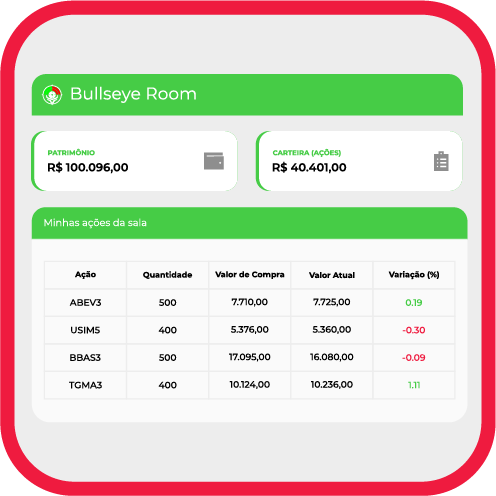 Bullseye Room
PATRIMÔNIO
R$ 100.096,00
CARTEIRA (AÇÕES)
R$ 40.401,00
Minhas ações da sala
Ação Quantidade Valor de Compra Valor Atual Variação (%)
ABEV3 500 7.710,00 7.725,00 0.19
USIM5 400 5.376,00 5.360,00 -0.30
BBAS3 500 17.095,00 16.080,00 -0.09
TGMA3 400 10.124,00 10.236,00 1,11